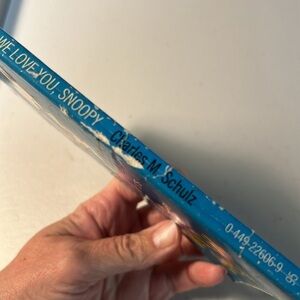 WE LOVE YOU, SNOOPY
Charles M. Schulz
0-449-22606-9